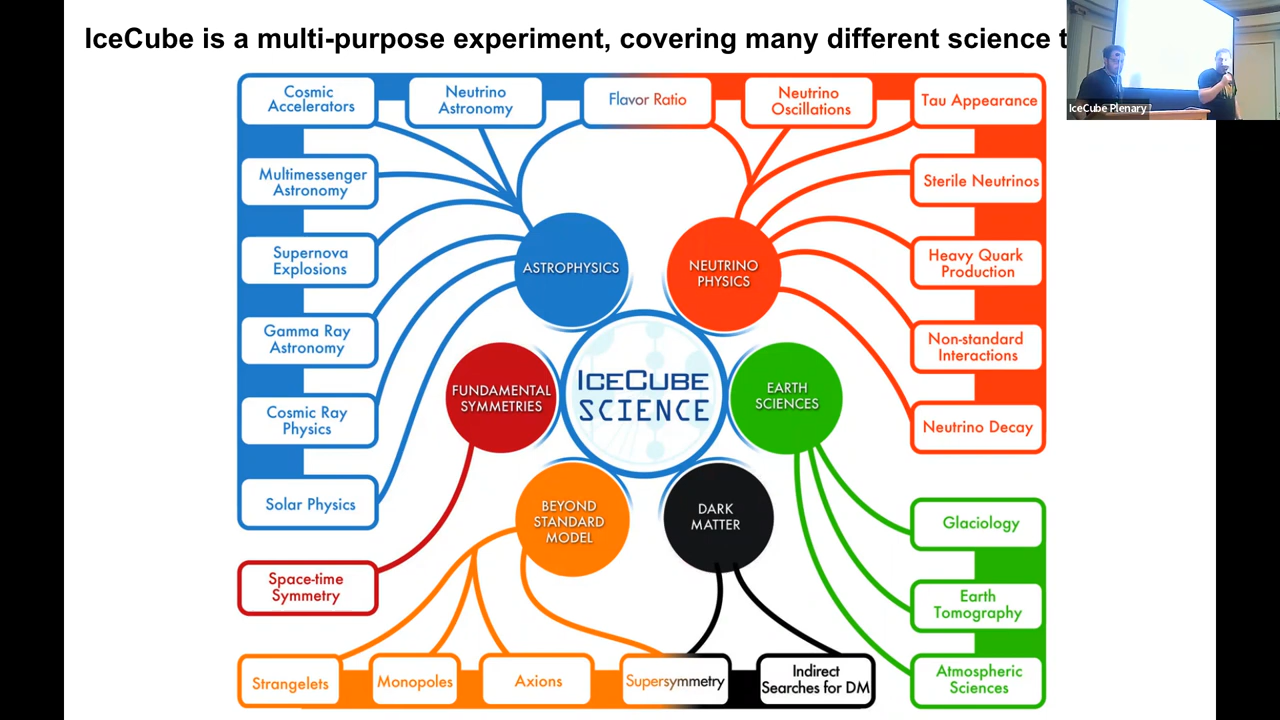 IceCube is a multi-purpose experiment, covering many different science
IceCube Plenary
Cosmic
Accelerators
Neutrino
Astronomy
Flavor Ratio
Neutrino
Oscillations
Tau Appearance
Multimessenger
Astronomy
Sterile Neutrinos
Supernova
Explosions
ASTROPHYSICS
NEUTRINO
PHYSICS
Heavy Quark
Production
Gamma Ray
Astronomy
Non-standard
Interactions
FUNDAMENTAL
SYMMETRIES
ICECUBE
SCIENCE
EARTH
SCIENCES
Cosmic Ray
Physics
Neutrino Decay
Solar Physics
BEYOND
STANDARD
MODEL
DARK
MATTER
Glaciology
Space-time
Symmetry
Earth
Tomography
Strangelets
Monopoles
Axions
Supersymmetry
Indirect
Searches for DM
Atmospheric
Sciences